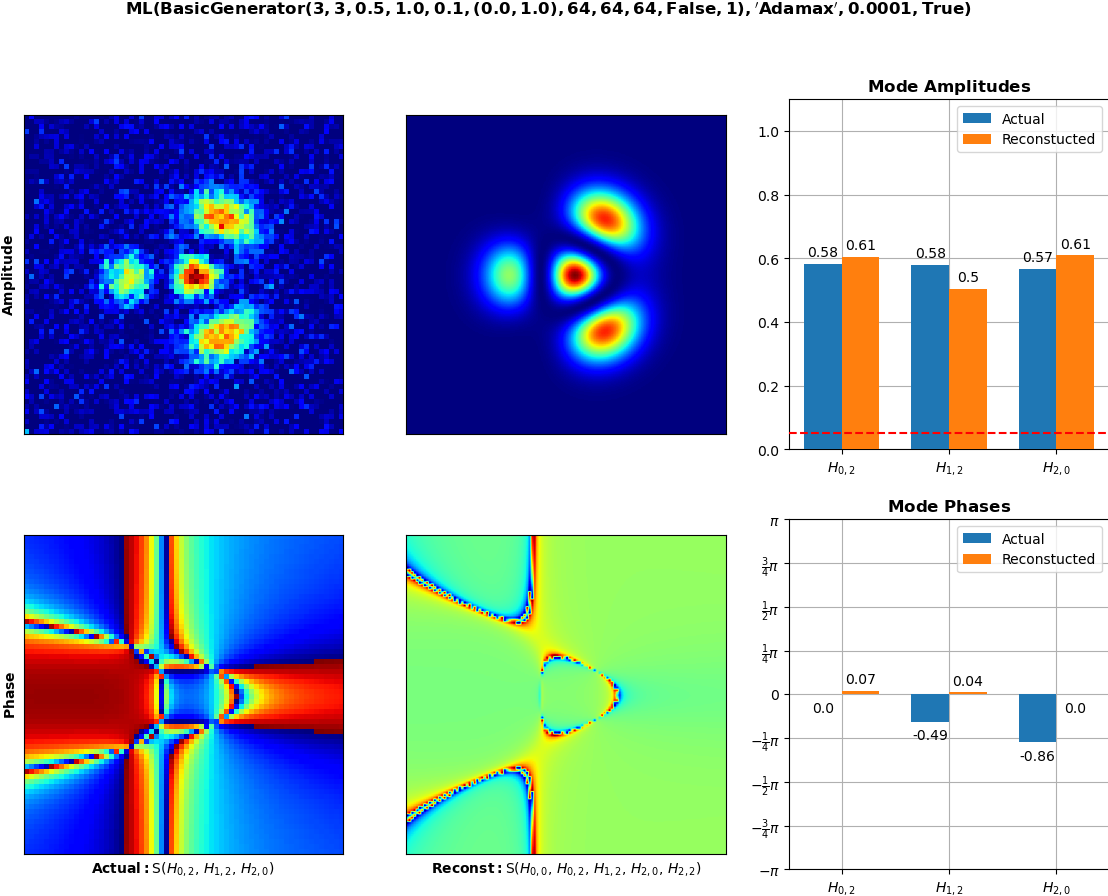 ML(BasicGenerator(3, 3, 0.5, 1.0, 0.1, (0.0, 1.0), 64, 64, 64, False, 1), ′Adamax′, 0.0001, True)
Amplitude
Mode Amplitudes
Actual
Reconstucted
1.0
0.8
0.6
0.4
0.2
0.0
0.58
0.61
0.58
0.5
0.57
0.61
H0,2
H1,2
H2,0
Phase
Actual: S(H0,2, H1,2, H2,0)
Reconst: S(H0,0, H0,2, H1,2, H2,0, H2,2)
Mode Phases
Actual
Reconstucted
π
3/4π
1/2π
1/4π
0
−1/4π
−1/2π
−3/4π
−π
0.0
0.07
-0.49
0.04
-0.86
0.0
H0,2
H1,2
H2,0